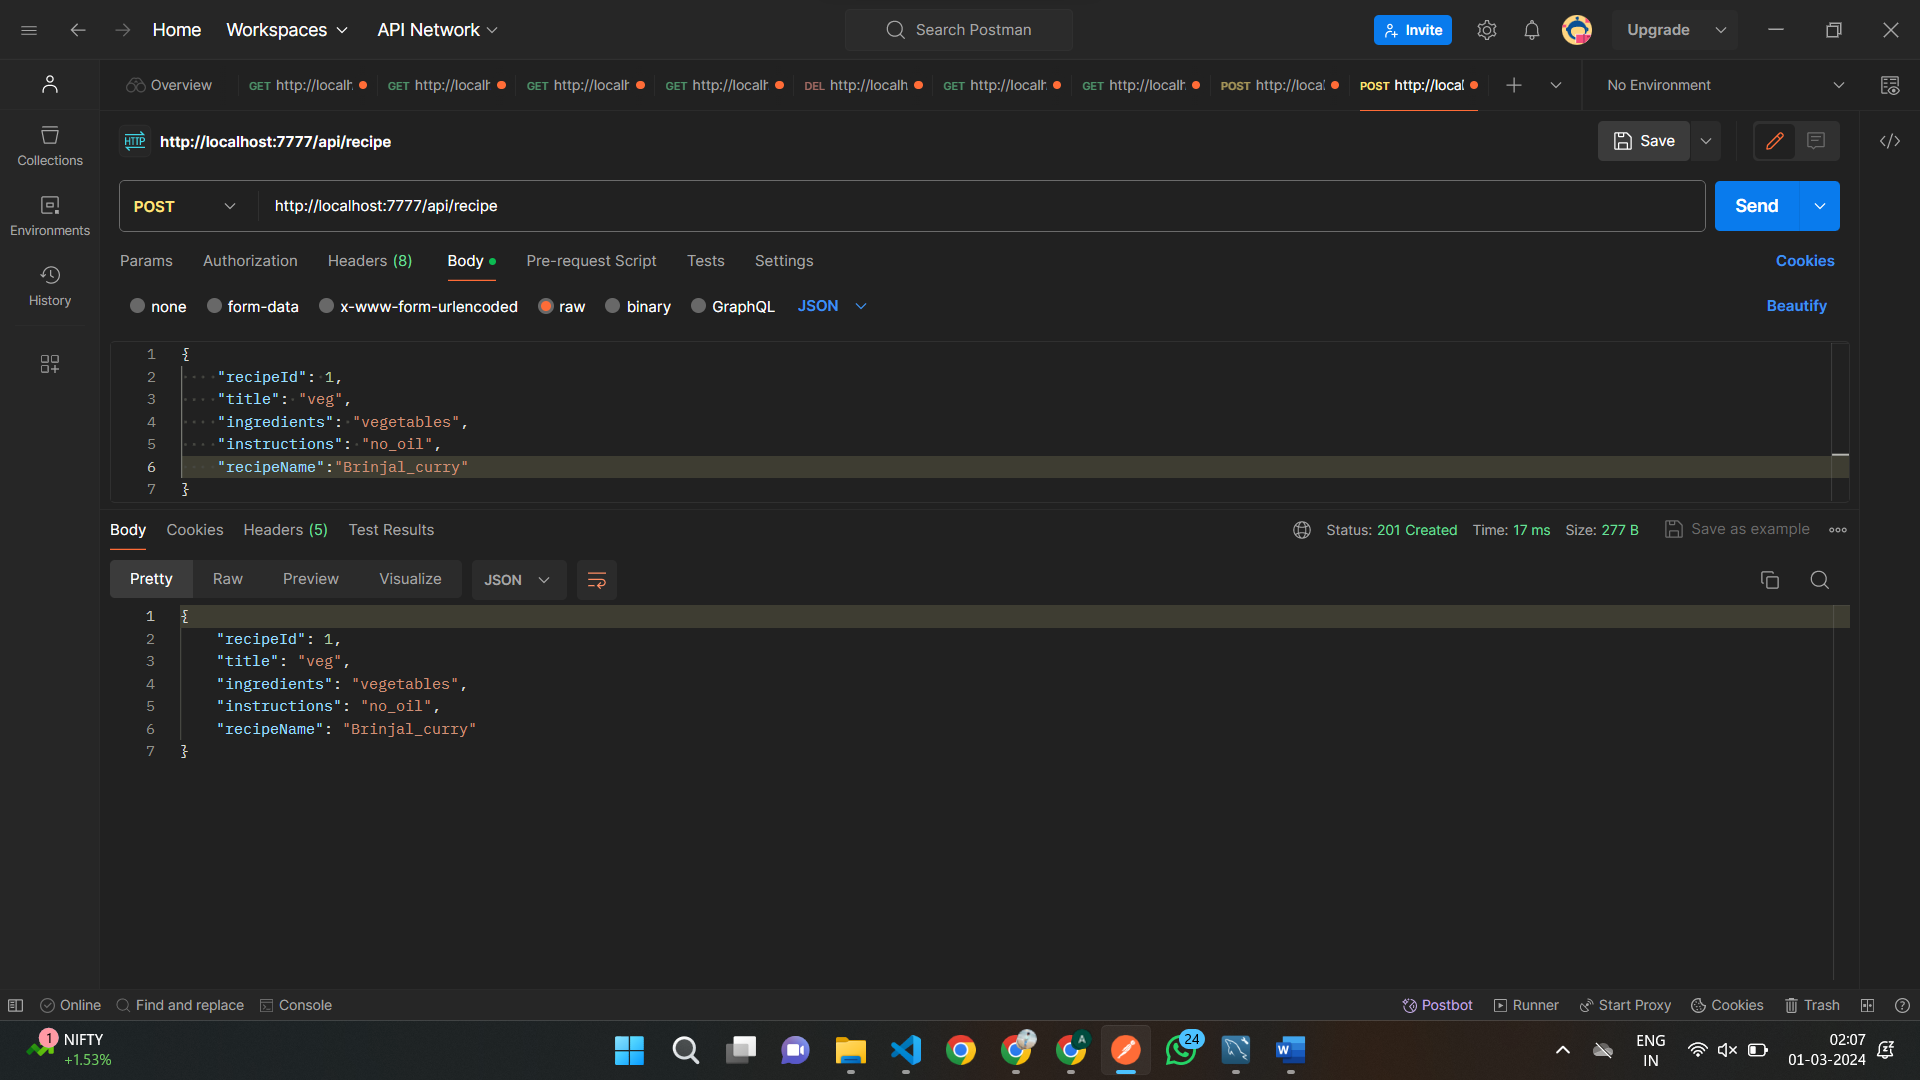 Home Workspaces API Network Search Postman Invite Upgrade
Overview GET http://localh GET http://localh GET http://localh GET http://localh DEL http://localh GET http://localh GET http://localh POST http://local POST http://local No Environment
HTTP http://localhost:7777/api/recipe Save
POST http://localhost:7777/api/recipe Send
Collections
Environments
History
Params Authorization Headers (8) Body Pre-request Script Tests Settings Cookies
none form-data x-www-form-urlencoded raw binary GraphQL JSON Beautify
1 {
2 "recipeId": 1,
3 "title": "veg",
4 "ingredients": "vegetables",
5 "instructions": "no_oil",
6 "recipeName":"Brinjal_curry"
7 }
Body Cookies Headers (5) Test Results Status: 201 Created Time: 17 ms Size: 277 B Save as example
Pretty Raw Preview Visualize JSON
1 {
2 "recipeId": 1,
3 "title": "veg",
4 "ingredients": "vegetables",
5 "instructions": "no_oil",
6 "recipeName": "Brinjal_curry"
7 }
Online Find and replace Console Postbot Runner Start Proxy Cookies Trash
1 NIFTY
+1.53%
A
24
W
ENG
IN
02:07
01-03-2024